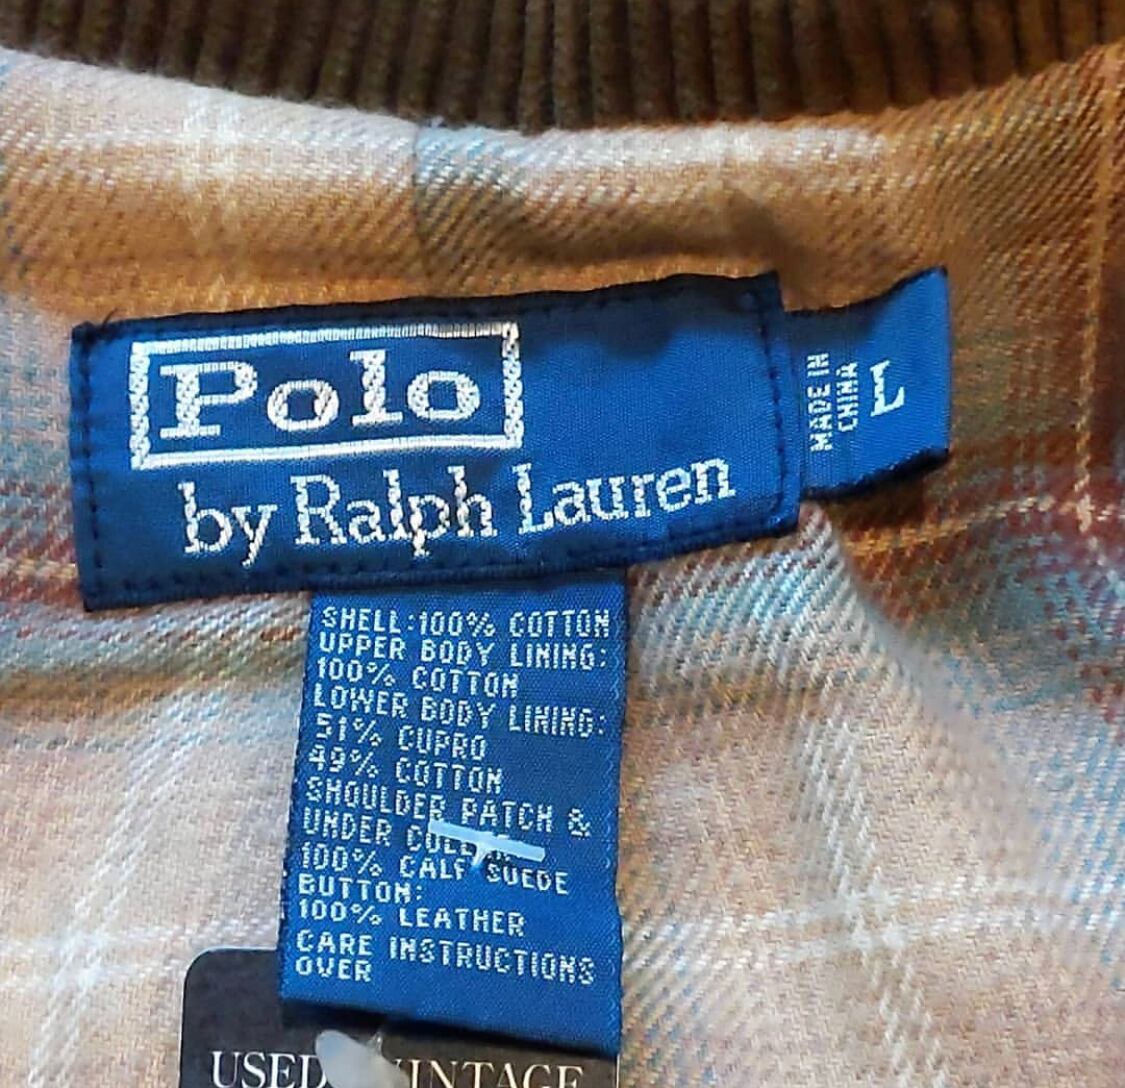 Polo
by Ralph Lauren
MADE IN
CHINA
L
SHELL:100% COTTON
UPPER BODY LINING:
100% COTTON
LOWER BODY LINING:
51% CUPRO
49% COTTON
SHOULDER PATCH &
UNDER
100% CALF SUEDE
BUTTON:
100% LEATHER
CARE INSTRUCTIONS
OVER
USED